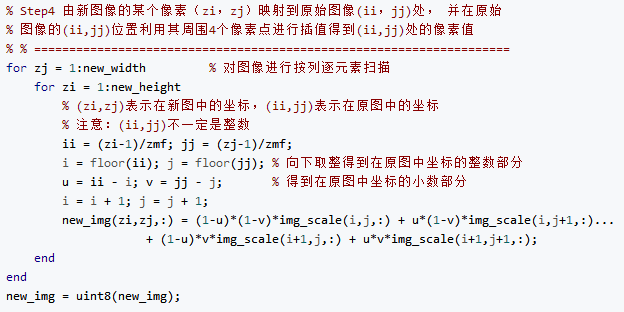 % Step4 由新图像的某个像素（zi，zj）映射到原始图像(ii，jj)处， 并在原始
% 图像的(ii,jj)位置利用其周围4个像素点进行插值得到(ii,jj)处的像素值
% % ==========================================================
for zj = 1:new_width % 对图像进行按列逐元素扫描
for zi = 1:new_height
% (zi,zj)表示在新图中的坐标，(ii,jj)表示在原图中的坐标
% 注意：(ii,jj)不一定是整数
ii = (zi-1)/zmf; jj = (zj-1)/zmf;
i = floor(ii); j = floor(jj); % 向下取整得到在原图中坐标的整数部分
u = ii - i; v = jj - j; % 得到在原图中坐标的小数部分
i = i + 1; j = j + 1;
new_img(zi,zj,:) = (1-u)*(1-v)*img_scale(i,j,:) + u*(1-v)*img_scale(i,j+1,:)...
+ (1-u)*v*img_scale(i+1,j,:) + u*v*img_scale(i+1,j+1,:);
end
end
new_img = uint8(new_img);